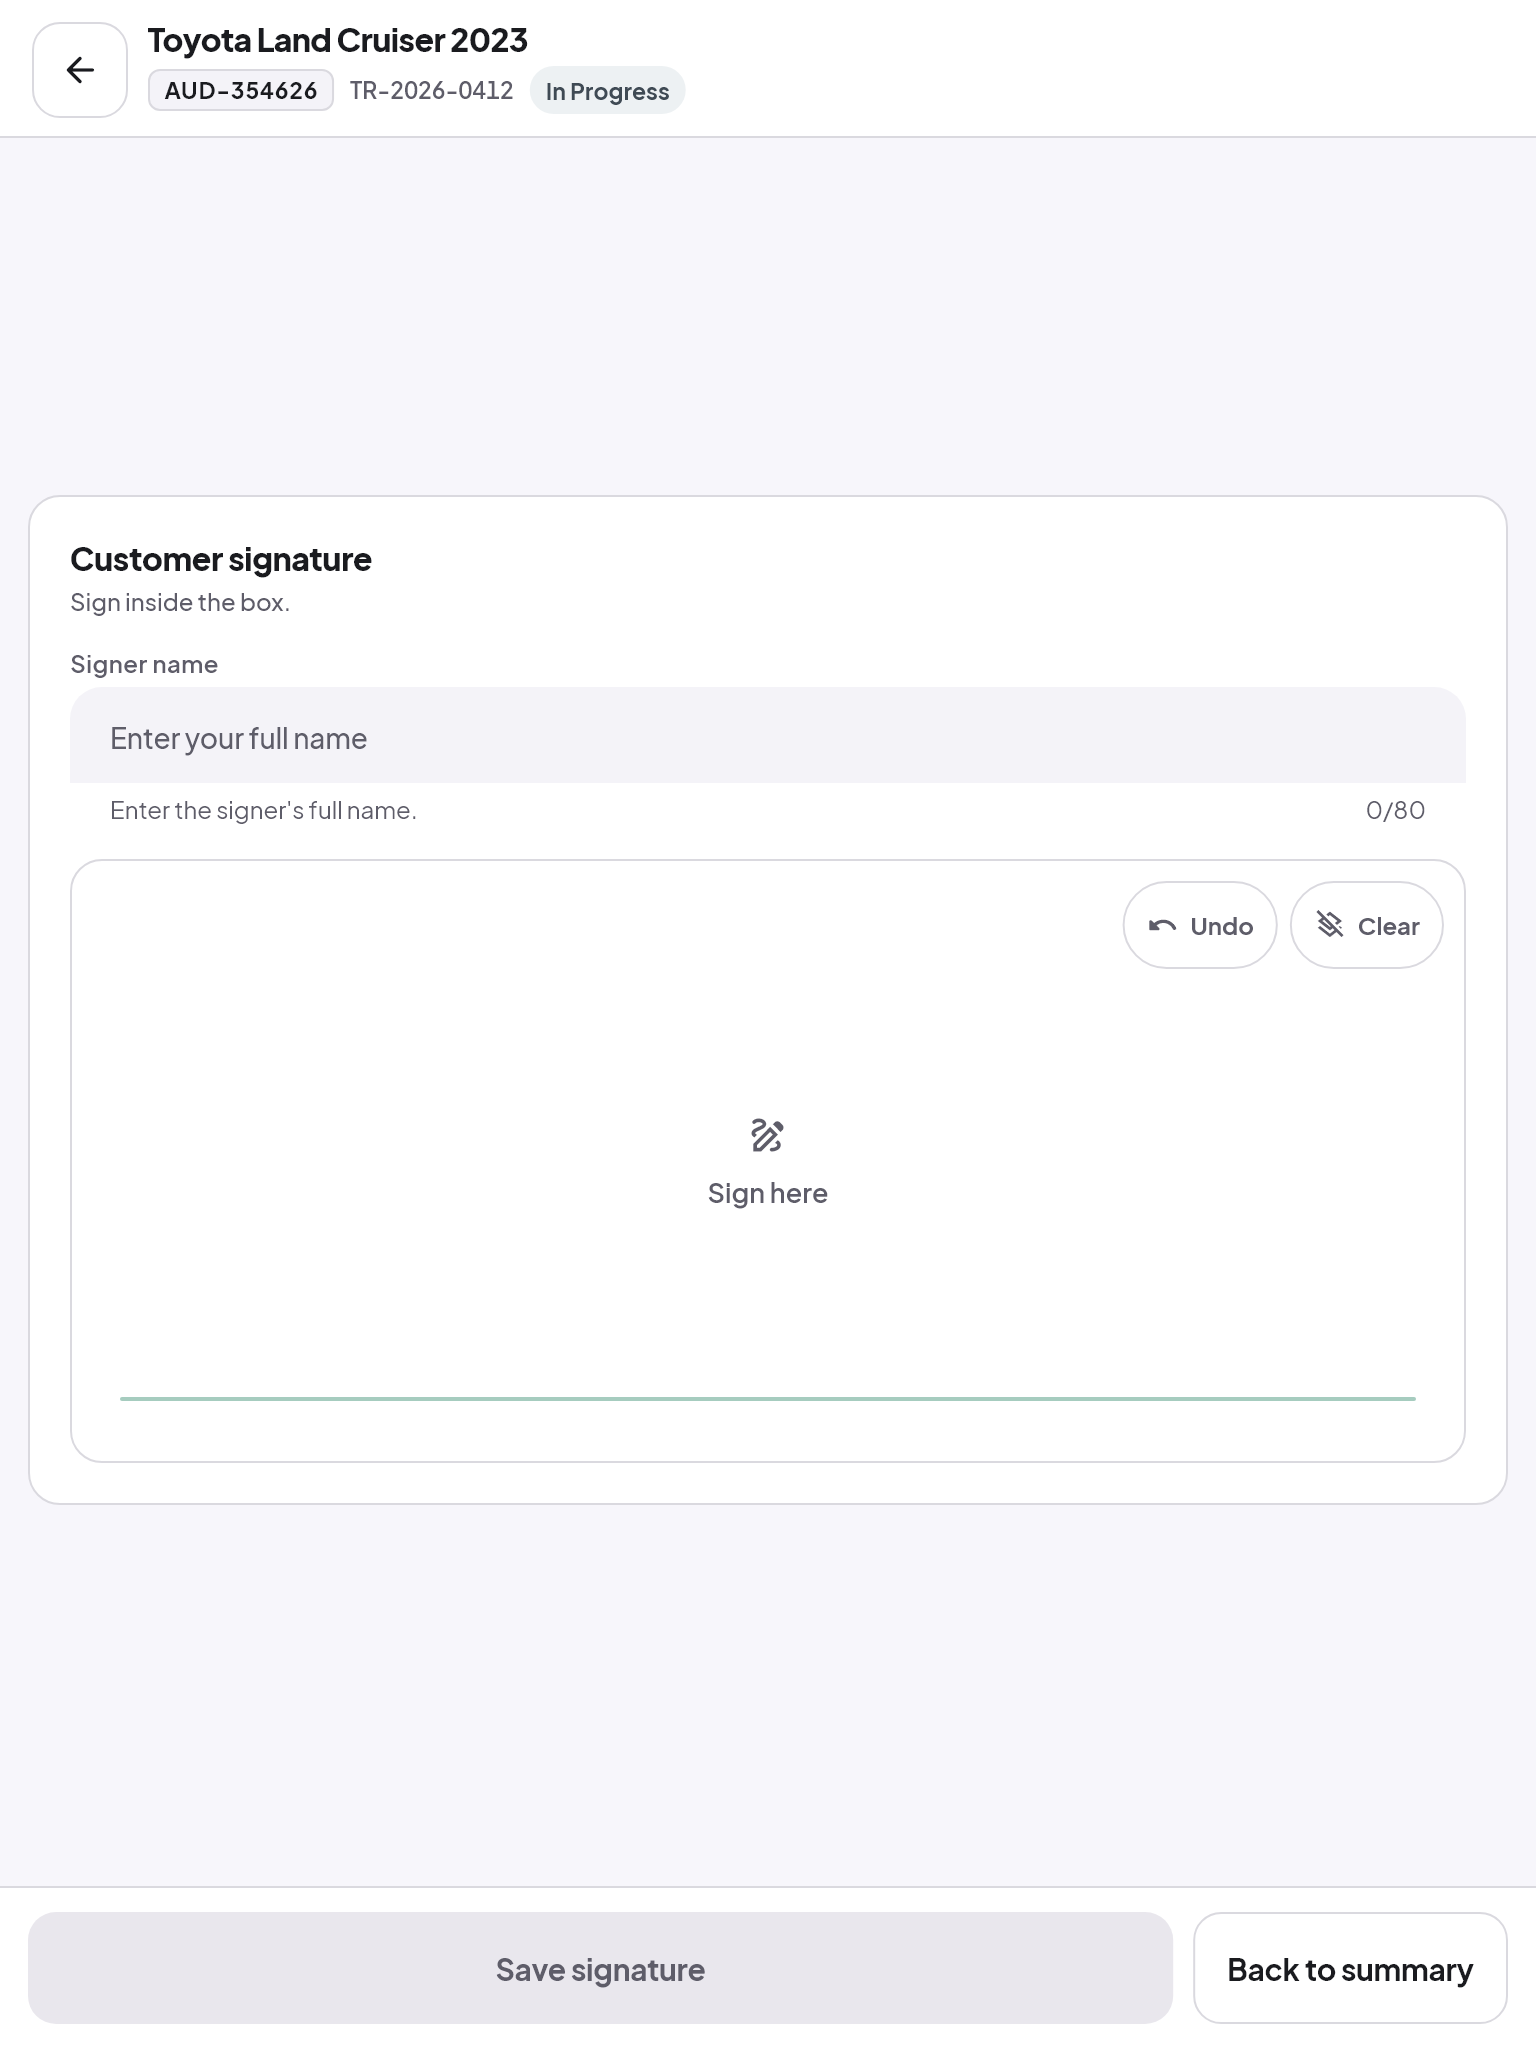 Toyota Land Cruiser 2023
AUD-354626 TR-2026-0412 In Progress
Customer signature
Sign inside the box.
Signer name
Enter your full name
Enter the signer's full name. 0/80
Undo Clear
Sign here
Save signature Back to summary